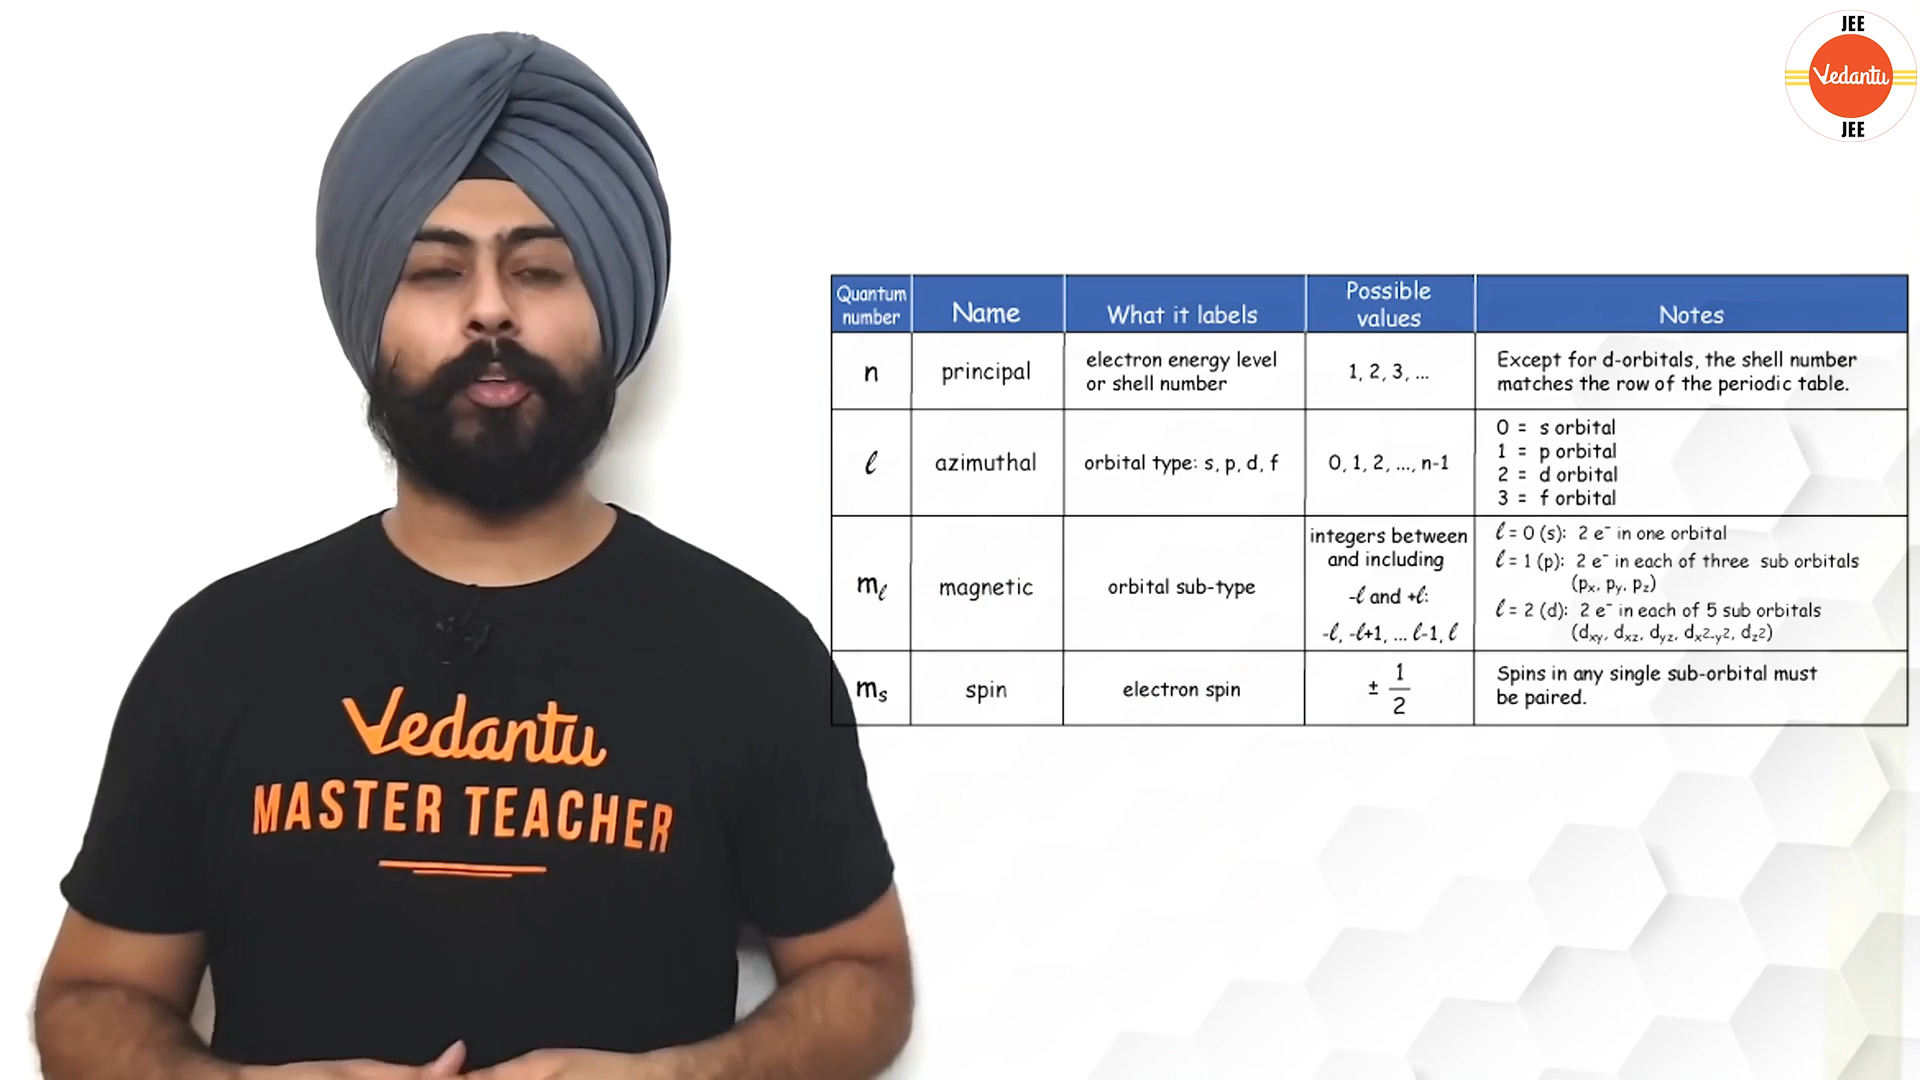 JEE
Vedantu
JEE
Vedantu
MASTER TEACHER
Quantum number | Name | What it labels | Possible values | Notes
n | principal | electron energy level or shell number | 1, 2, 3, ... | Except for d-orbitals, the shell number matches the row of the periodic table.
ℓ | azimuthal | orbital type: s, p, d, f | 0, 1, 2, ..., n-1 | 0 = s orbital
1 = p orbital
2 = d orbital
3 = f orbital
mℓ | magnetic | orbital sub-type | integers between and including -ℓ and +ℓ: -ℓ, -ℓ+1, ... ℓ-1, ℓ | ℓ = 0 (s): 2 e⁻ in one orbital
ℓ = 1 (p): 2 e⁻ in each of three sub orbitals
(px, py, pz)
ℓ = 2 (d): 2 e⁻ in each of 5 sub orbitals
(dxy, dxz, dyz, dx2-y2, dz2)
ms | spin | electron spin | ± 1/2 | Spins in any single sub-orbital must be paired.